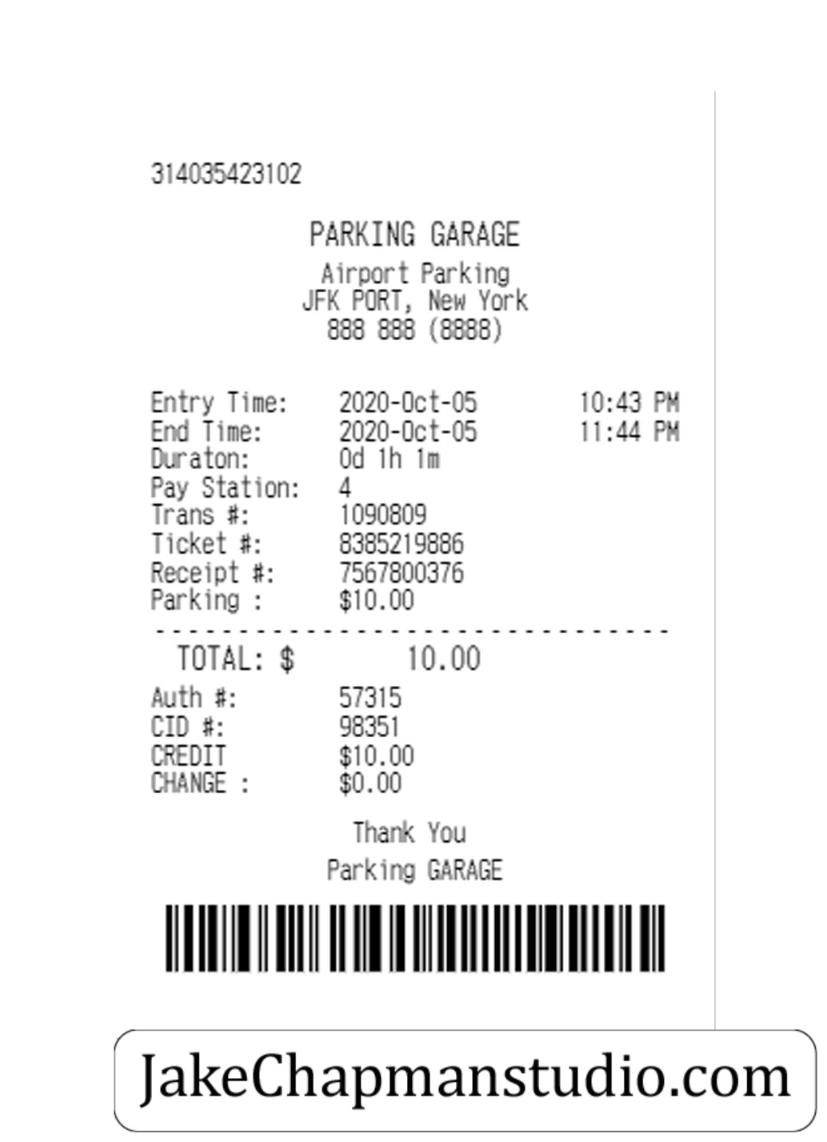 314035423102
PARKING GARAGE
Airport Parking
JFK PORT, New York
888 888 (8888)
Entry Time: 2020-Oct-05 10:43 PM
End Time: 2020-Oct-05 11:44 PM
Duraton: 0d 1h 1m
Pay Station: 4
Trans #: 1090809
Ticket #: 8385219886
Receipt #: 7567800376
Parking : $10.00
--------------------------------
TOTAL: $ 10.00
Auth #: 57315
CID #: 98351
CREDIT $10.00
CHANGE : $0.00
Thank You
Parking GARAGE
JakeChapmanstudio.com